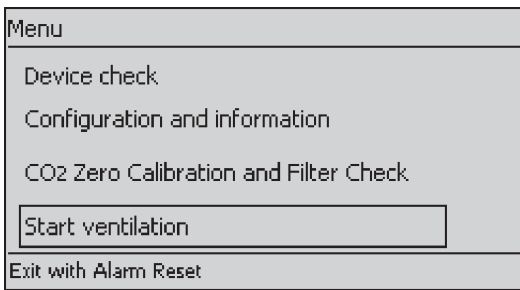 Menu
Device check
Configuration and information
CO2 Zero Calibration and Filter Check
Start ventilation
Exit with Alarm Reset